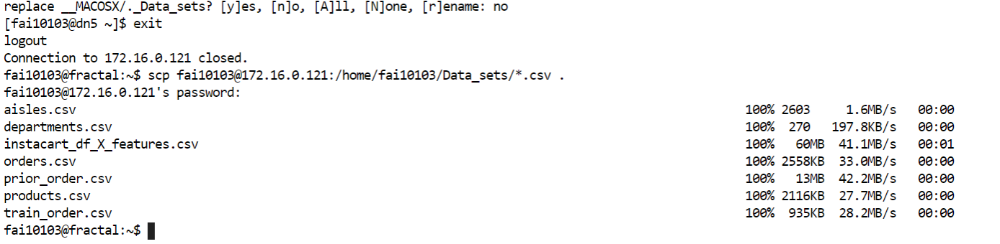 replace __MACOSX/._Data_sets? [y]es, [n]o, [A]ll, [N]one, [r]ename: no
[fai10103@dn5 ~]$ exit
logout
Connection to 172.16.0.121 closed.
fai10103@fractal:~$ scp fai10103@172.16.0.121:/home/fai10103/Data_sets/*.csv .
fai10103@172.16.0.121's password:
aisles.csv 100% 2603 1.6MB/s 00:00
departments.csv 100% 270 197.8KB/s 00:00
instacart_df_X_features.csv 100% 60MB 41.1MB/s 00:01
orders.csv 100% 2558KB 33.0MB/s 00:00
prior_order.csv 100% 13MB 42.2MB/s 00:00
products.csv 100% 2116KB 27.7MB/s 00:00
train_order.csv 100% 935KB 28.2MB/s 00:00
fai10103@fractal:~$